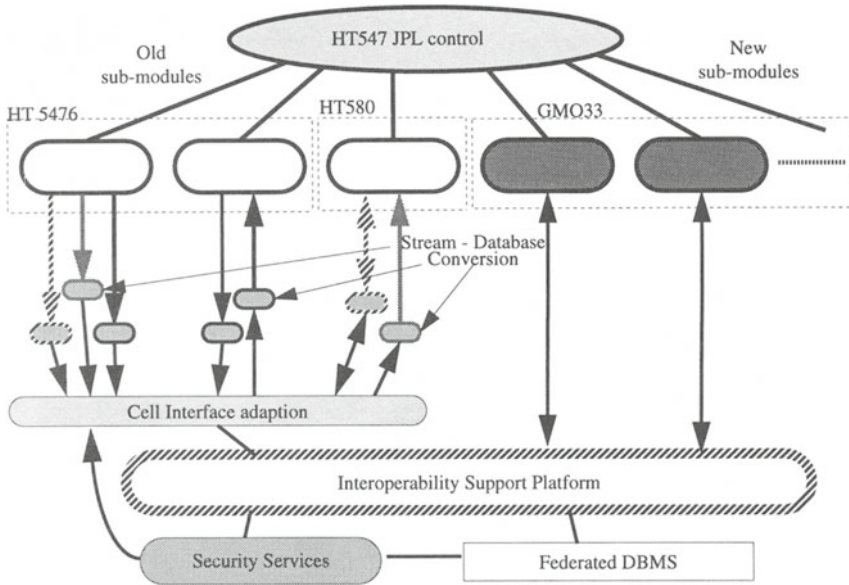 HT547 JPL control
Old
sub-modules
New
sub-modules
HT 5476
HT580
GMO33
Stream - Database
Conversion
Cell Interface adaption
Interoperability Support Platform
Security Services
Federated DBMS